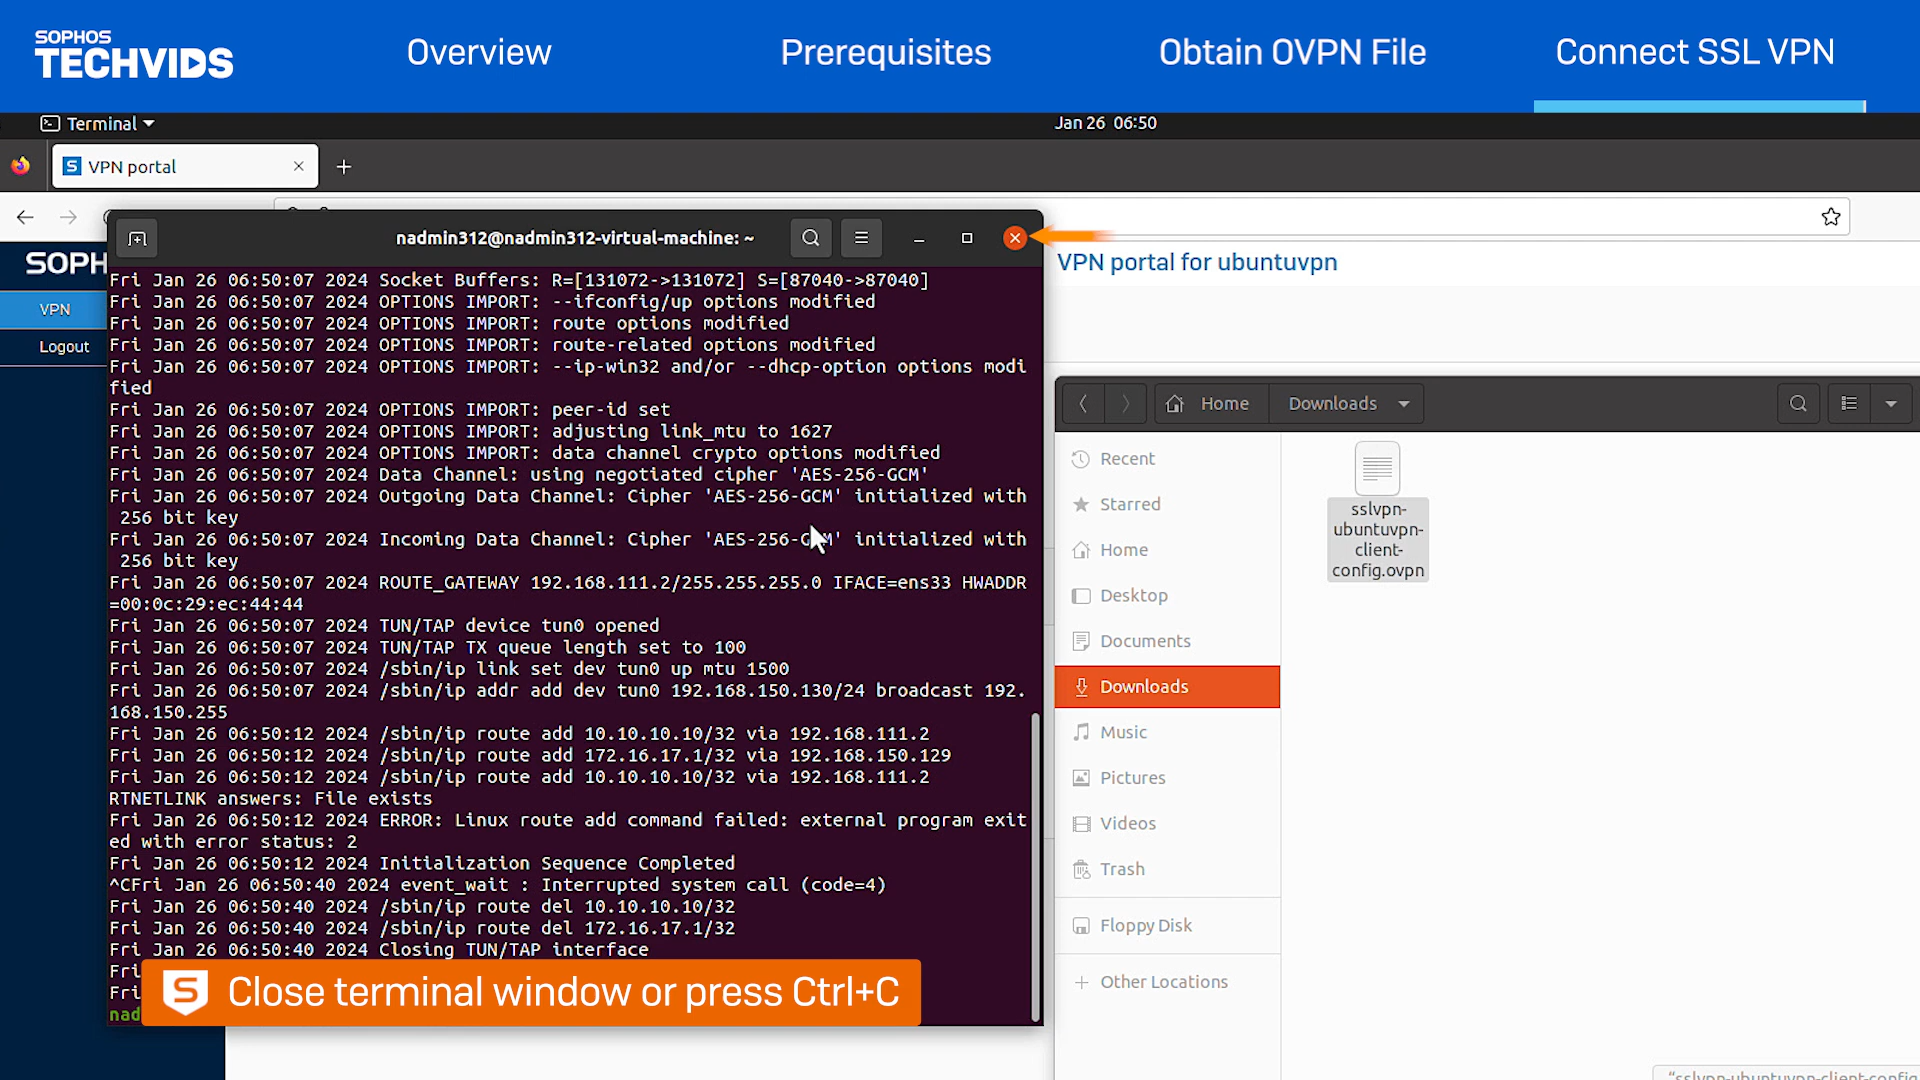 SOPHOS
TECHVIDS
Overview
Prerequisites
Obtain OVPN File
Connect SSL VPN
Terminal
Jan 26 06:50
VPN portal
nadmin312@nadmin312-virtual-machine: ~
SOPH
VPN
Logout
VPN portal for ubuntuvpn
Fri Jan 26 06:50:07 2024 Socket Buffers: R=[131072->131072] S=[87040->87040]
Fri Jan 26 06:50:07 2024 OPTIONS IMPORT: --ifconfig/up options modified
Fri Jan 26 06:50:07 2024 OPTIONS IMPORT: route options modified
Fri Jan 26 06:50:07 2024 OPTIONS IMPORT: route-related options modified
Fri Jan 26 06:50:07 2024 OPTIONS IMPORT: --ip-win32 and/or --dhcp-option options modi
fied
Fri Jan 26 06:50:07 2024 OPTIONS IMPORT: peer-id set
Fri Jan 26 06:50:07 2024 OPTIONS IMPORT: adjusting link_mtu to 1627
Fri Jan 26 06:50:07 2024 OPTIONS IMPORT: data channel crypto options modified
Fri Jan 26 06:50:07 2024 Data Channel: using negotiated cipher 'AES-256-GCM'
Fri Jan 26 06:50:07 2024 Outgoing Data Channel: Cipher 'AES-256-GCM' initialized with
256 bit key
Fri Jan 26 06:50:07 2024 Incoming Data Channel: Cipher 'AES-256-GCM' initialized with
256 bit key
Fri Jan 26 06:50:07 2024 ROUTE_GATEWAY 192.168.111.2/255.255.255.0 IFACE=ens33 HWADDR
=00:0c:29:ec:44:44
Fri Jan 26 06:50:07 2024 TUN/TAP device tun0 opened
Fri Jan 26 06:50:07 2024 TUN/TAP TX queue length set to 100
Fri Jan 26 06:50:07 2024 /sbin/ip link set dev tun0 up mtu 1500
Fri Jan 26 06:50:07 2024 /sbin/ip addr add dev tun0 192.168.150.130/24 broadcast 192.
168.150.255
Fri Jan 26 06:50:12 2024 /sbin/ip route add 10.10.10.10/32 via 192.168.111.2
Fri Jan 26 06:50:12 2024 /sbin/ip route add 172.16.17.1/32 via 192.168.150.129
Fri Jan 26 06:50:12 2024 /sbin/ip route add 10.10.10.10/32 via 192.168.111.2
RTNETLINK answers: File exists
Fri Jan 26 06:50:12 2024 ERROR: Linux route add command failed: external program exit
ed with error status: 2
Fri Jan 26 06:50:12 2024 Initialization Sequence Completed
^CFri Jan 26 06:50:40 2024 event_wait : Interrupted system call (code=4)
Fri Jan 26 06:50:40 2024 /sbin/ip route del 10.10.10.10/32
Fri Jan 26 06:50:40 2024 /sbin/ip route del 172.16.17.1/32
Fri Jan 26 06:50:40 2024 Closing TUN/TAP interface
Fri
Fri
nad
Close terminal window or press Ctrl+C
Home
Downloads
Recent
Starred
Home
Desktop
Documents
Downloads
Music
Pictures
Videos
Trash
Floppy Disk
Other Locations
sslvpn-
ubuntuvpn-
client-
config.ovpn
"sslvpn-ubuntuvpn-client-config